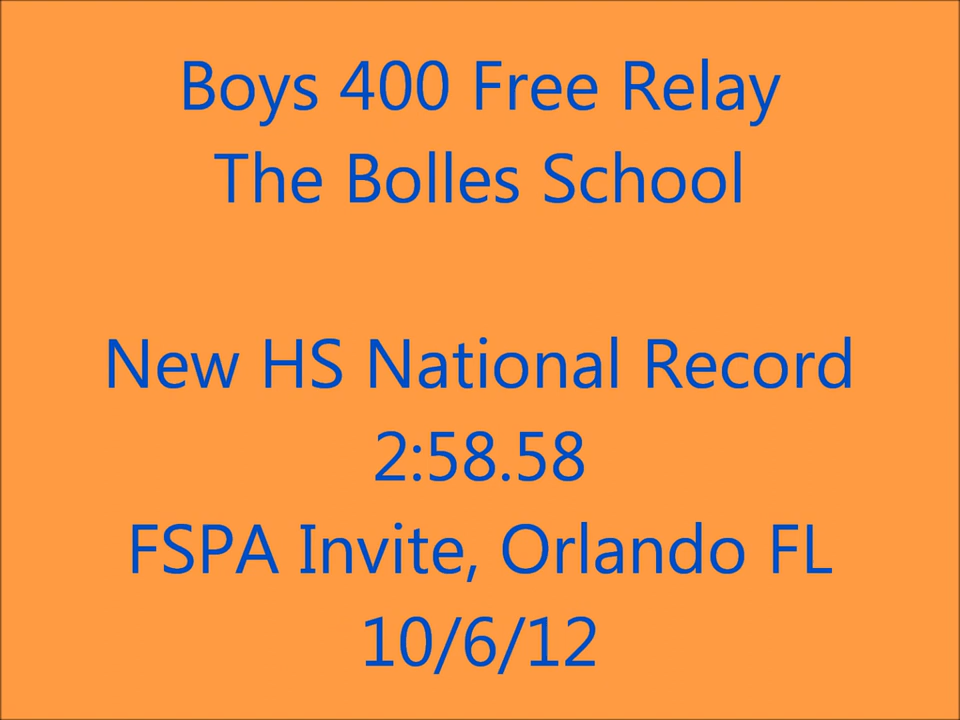 Boys 400 Free Relay
The Bolles School
New HS National Record
2:58.58
FSPA Invite, Orlando FL
10/6/12